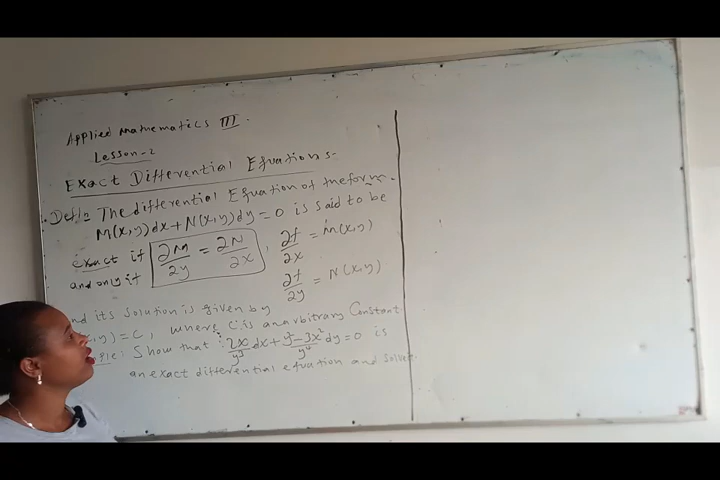 Applied Mathematics III.
Lesson-2
Exact Differential Equations:-
Defn: The differential Equation of the form.
M(x,y)dx+N(x,y)dy=0 is said to be
exact if ∂M/∂y = ∂N/∂x, ∂f/∂x = M(x,y)
and only if ∂f/∂y = N(x,y)
nd its solution is given by
x,y)=C, where C is an arbitrary Constant
ple: Show that: 2x/y³ dx + y²-3x²/y⁴ dy=0 is
an exact differential equation and solve